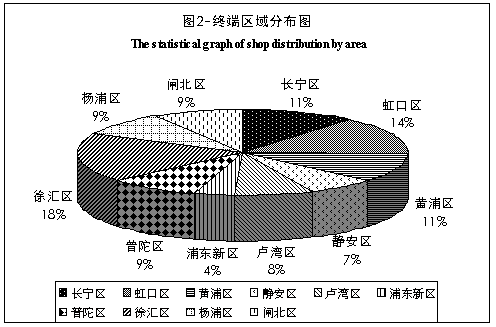 图2-终端区域分布图
The statistical graph of shop distribution by area
闸北区
9%
长宁区
11%
杨浦区
9%
虹口区
14%
徐汇区
18%
黄浦区
11%
普陀区
9%
浦东新区
4%
卢湾区
8%
静安区
7%
长宁区 虹口区 黄浦区 静安区 卢湾区 浦东新区
普陀区 徐汇区 杨浦区 闸北区